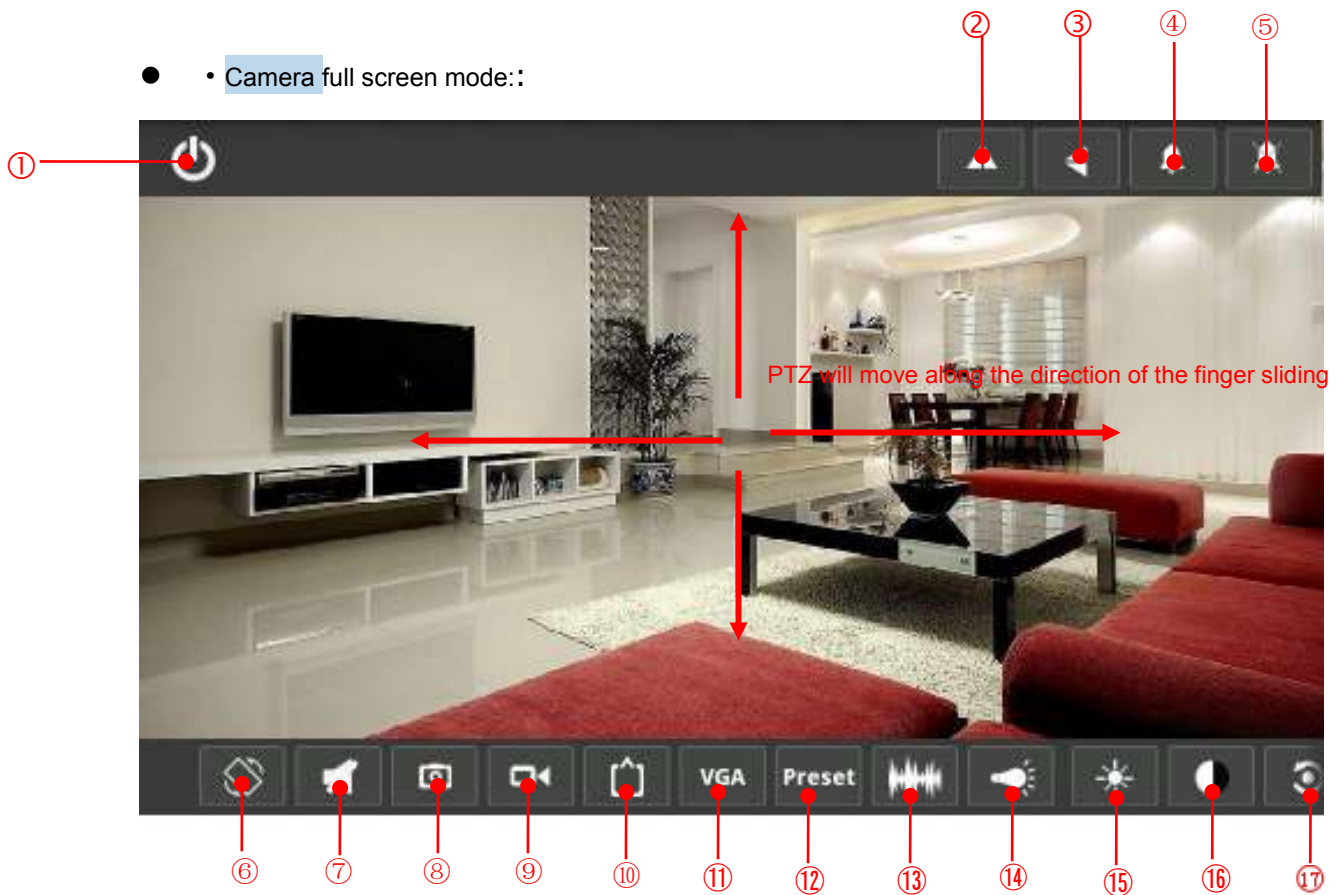 ② ③ ④ ⑤
● • Camera full screen mode::
①
PTZ will move along the direction of the finger sliding
VGA Preset
⑥ ⑦ ⑧ ⑨ ⑩ ⑪ ⑫ ⑬ ⑭ ⑮ ⑯ ⑰